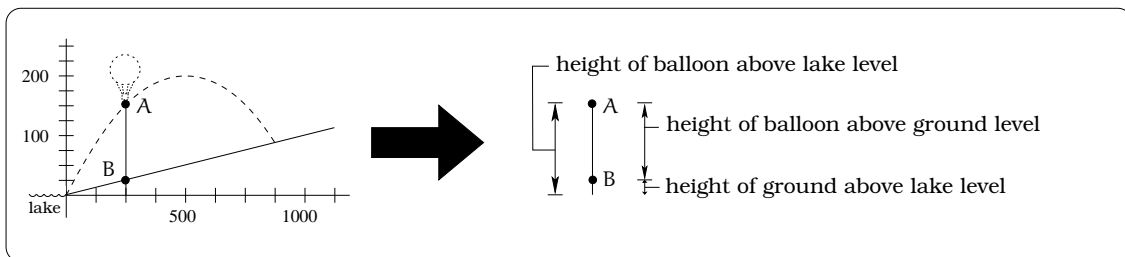 height of balloon above lake level
200
A
A
100
height of balloon above ground level
B
B
height of ground above lake level
lake
500
1000